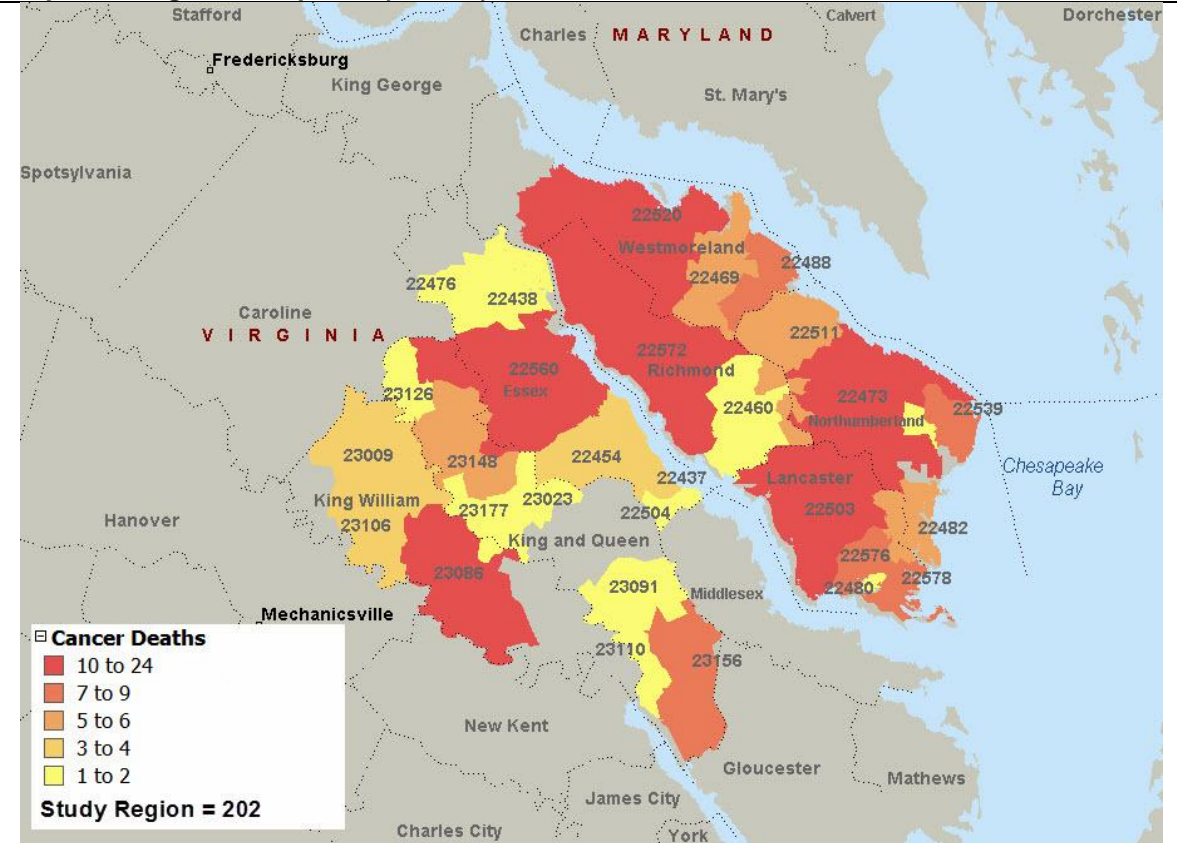 Stafford
Calvert
Dorchester
Charles
MARYLAND
Fredericksburg
King George
St. Mary's
Spotsylvania
22520
Westmoreland
22488
22469
22476
22438
Caroline
VIRGINIA
22511
22572
22560
Richmond
Essex
23126
22473
22460
22539
Northumberland
23009
23148
22454
Chesapeake
Bay
22437
Lancaster
King William
23023
23177
22504
22503
Hanover
23106
22482
King and Queen
22576
23086
22578
23091
22480
Middlesex
Mechanicsville
23110
23156
New Kent
Gloucester
Mathews
James City
Charles City
York
Cancer Deaths
10 to 24
7 to 9
5 to 6
3 to 4
1 to 2
Study Region = 202